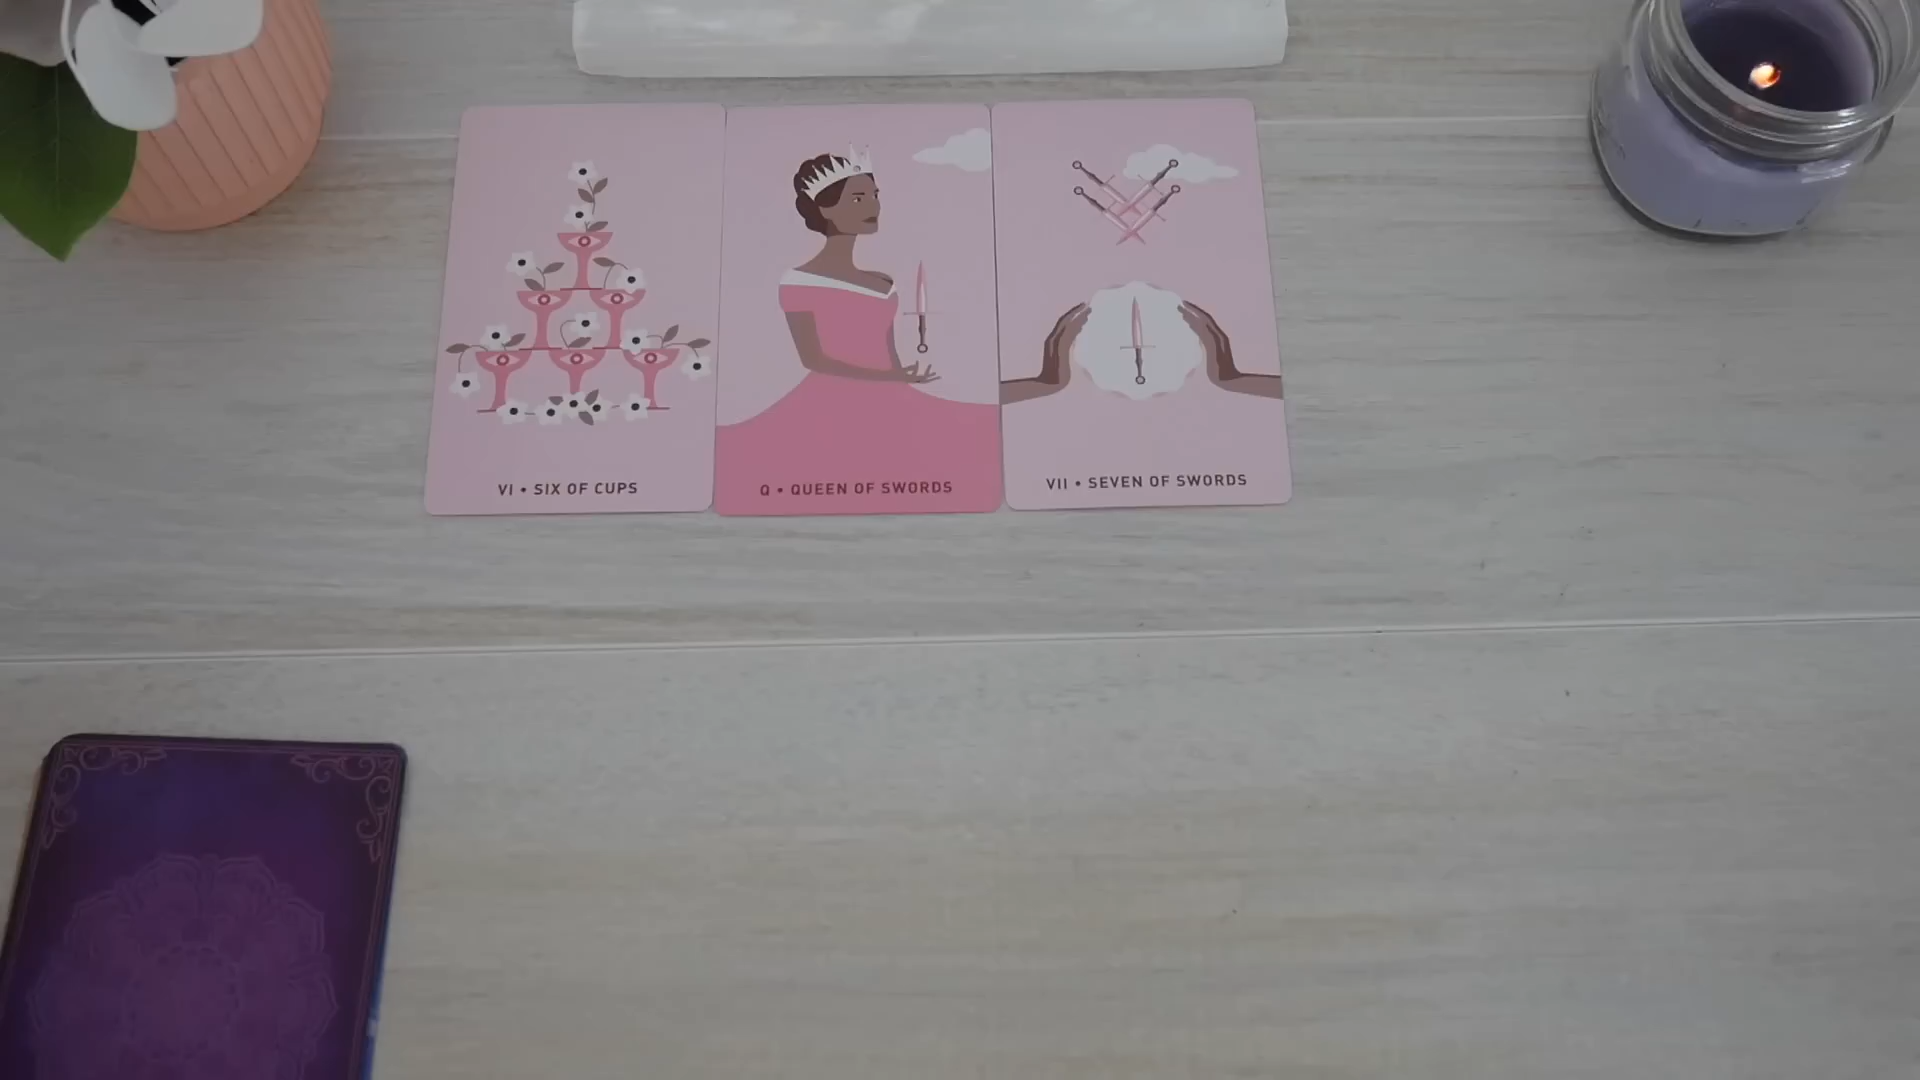 VI • SIX OF CUPS
Q • QUEEN OF SWORDS
VII • SEVEN OF SWORDS